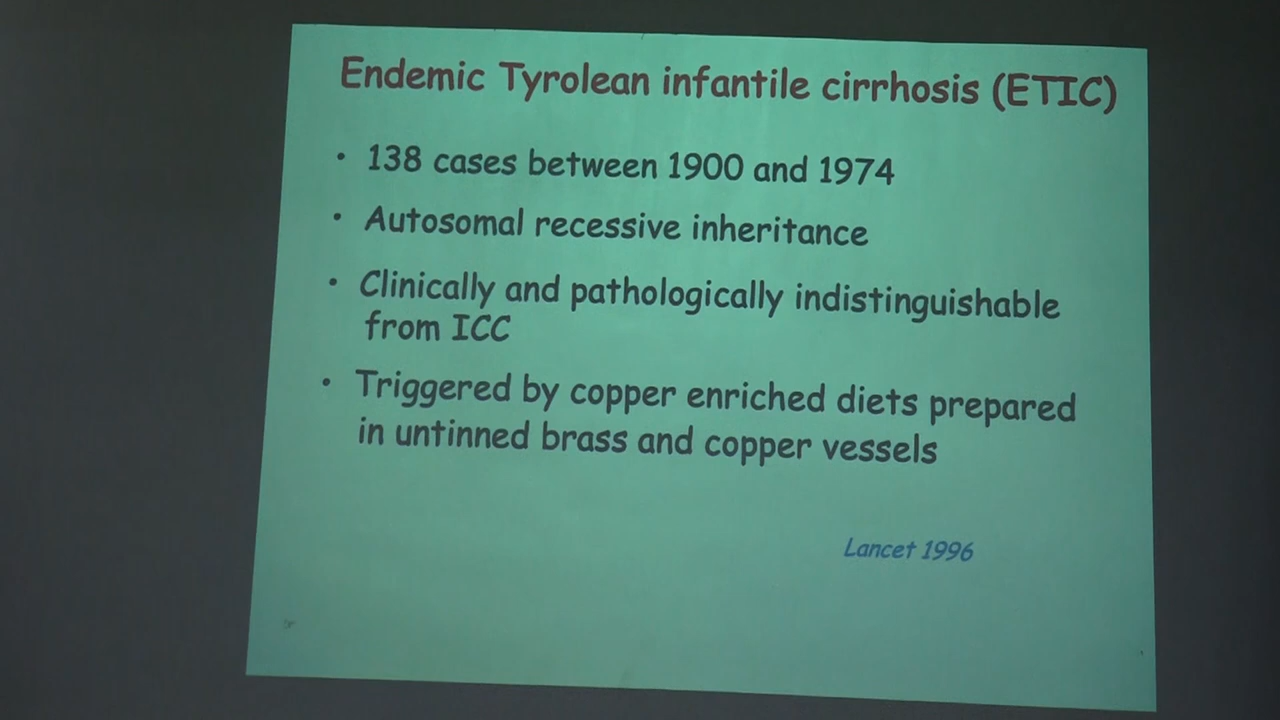 Endemic Tyrolean infantile cirrhosis (ETIC)
• 138 cases between 1900 and 1974
• Autosomal recessive inheritance
• Clinically and pathologically indistinguishable
from ICC
• Triggered by copper enriched diets prepared
in untinned brass and copper vessels
Lancet 1996